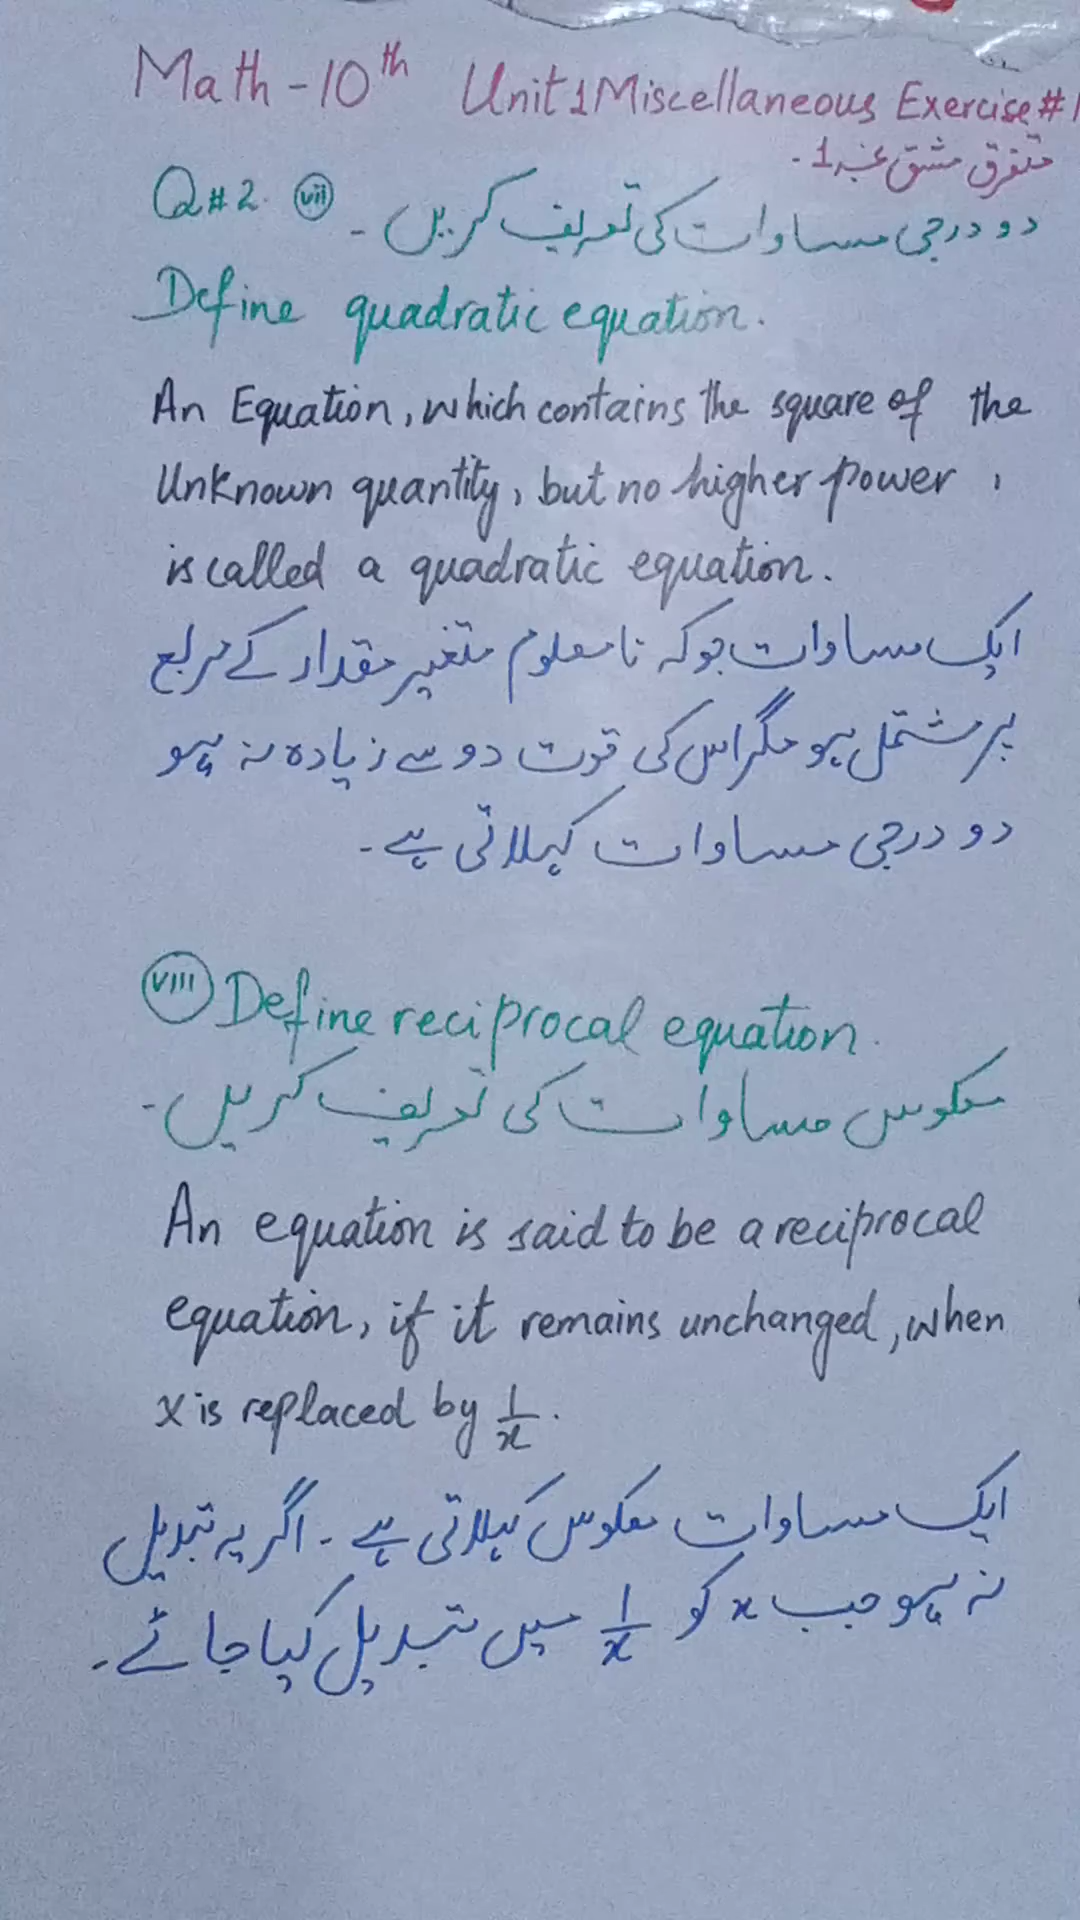 Math - 10th Unit 1 Miscellaneous Exercise # 1
متفرق مشق نمبر 1 -
Q#2. (vii) دو درجی مساوات کی تعریف کریں -
Define quadratic equation.
An Equation, which contains the square of the
Unknown quantity, but no higher power,
is called a quadratic equation.
ایک مساوات جو کہ نا معلوم متغیر مقدار کے مربع
پر مشتمل ہو مگر اس کی قوت دو سے زیادہ نہ ہو
دو درجی مساوات کہلاتی ہے -
(viii) Define reciprocal equation.
معکوس مساوات کی تعریف کریں -
An equation is said to be a reciprocal
equation, if it remains unchanged, when
x is replaced by 1/x.
ایک مساوات معکوس کہلاتی ہے - اگر یہ تبدیل
نہ ہو جب x کو 1/x میں تبدیل کیا جائے -